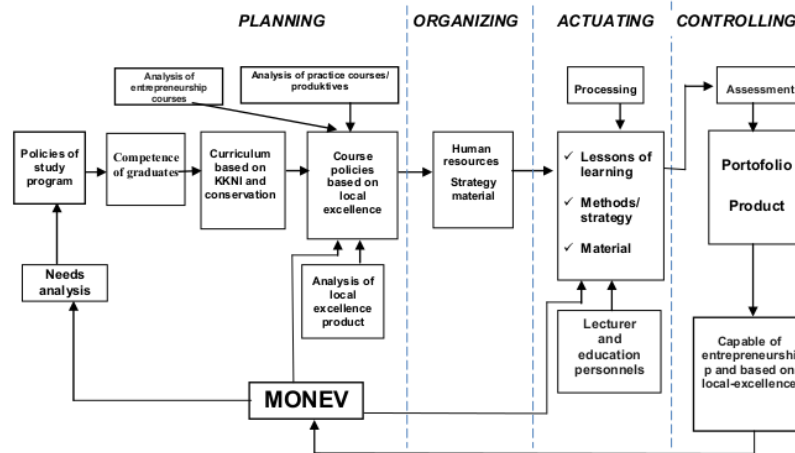 PLANNING
ORGANIZING
ACTUATING
CONTROLLING
Analysis of
entrepreneurship
courses
Analysis of practice courses/
produktives
Processing
Assessment
Policies of
study
program
Competence
of graduates
Curriculum
based on
KKNI and
conservation
Course
policies
based on
local
excellence
Human
resources
Strategy
material
✓ Lessons of
learning
✓ Methods/
strategy
✓ Material
Portofolio
Product
Needs
analysis
Analysis of
local
excellence
product
Lecturer
and
education
personnels
Capable of
entrepreneurshi
p and based on
local-excellence
MONEV